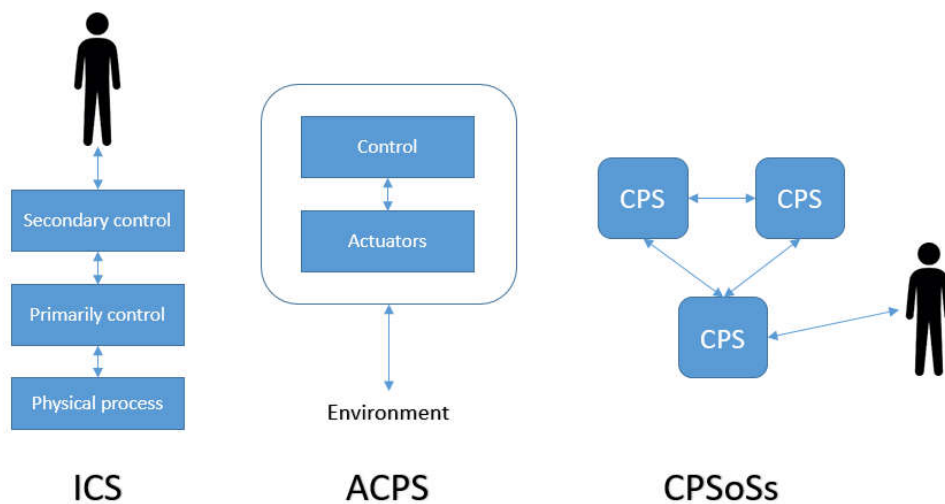 Secondary control
Primarily control
Physical process
ICS
Control
Actuators
Environment
ACPS
CPS
CPS
CPS
CPSoSs